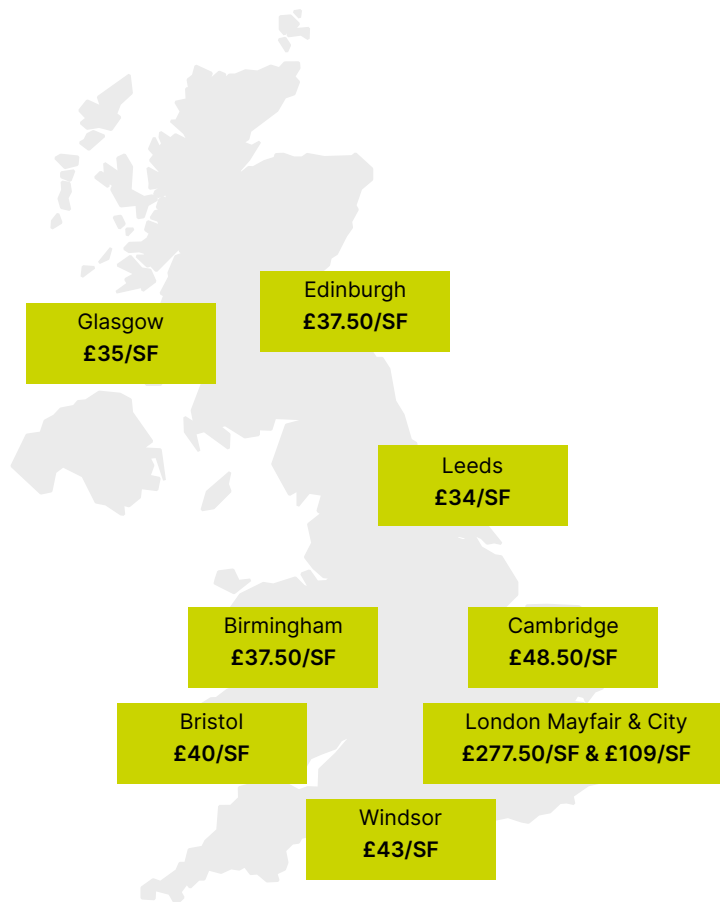 Edinburgh
£37.50/SF
Glasgow
£35/SF
Leeds
£34/SF
Birmingham
£37.50/SF
Cambridge
£48.50/SF
Bristol
£40/SF
London Mayfair & City
£277.50/SF & £109/SF
Windsor
£43/SF